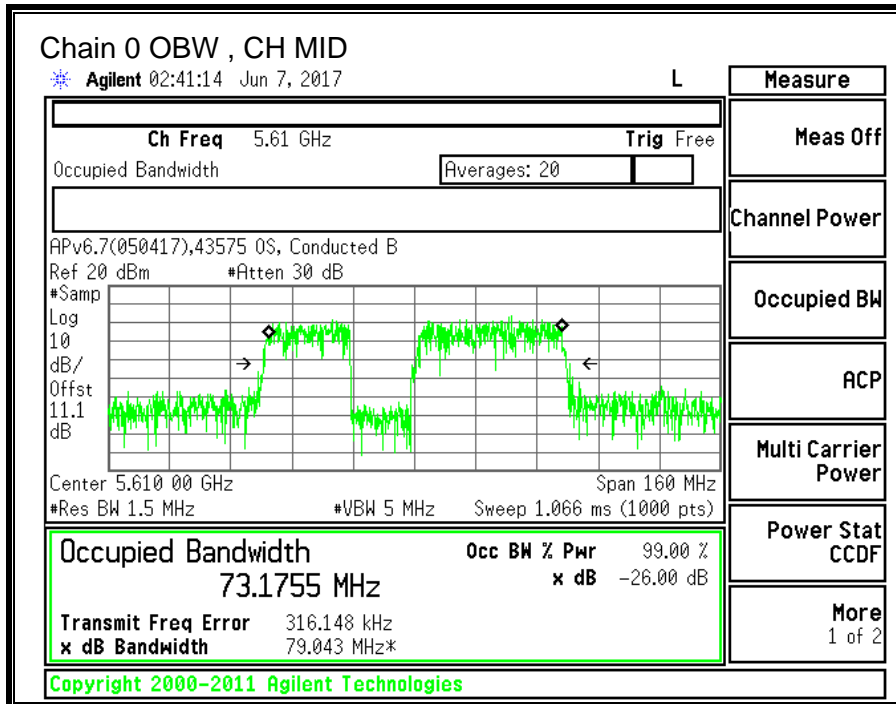 Chain 0 OBW , CH MID
Agilent 02:41:14 Jun 7, 2017 L
Measure
Ch Freq 5.61 GHz Trig Free
Meas Off
Occupied Bandwidth Averages: 20
Channel Power
APv6.7(050417),43575 OS, Conducted B
Ref 20 dBm #Atten 30 dB
#Samp
Log
10
dB/
Offst
11.1
dB
Occupied BW
ACP
Center 5.610 00 GHz Span 160 MHz
#Res BW 1.5 MHz #VBW 5 MHz Sweep 1.066 ms (1000 pts)
Multi Carrier
Power
Occupied Bandwidth Occ BW % Pwr 99.00 %
73.1755 MHz x dB -26.00 dB
Transmit Freq Error 316.148 kHz
x dB Bandwidth 79.043 MHz*
Power Stat
CCDF
More
1 of 2
Copyright 2000-2011 Agilent Technologies